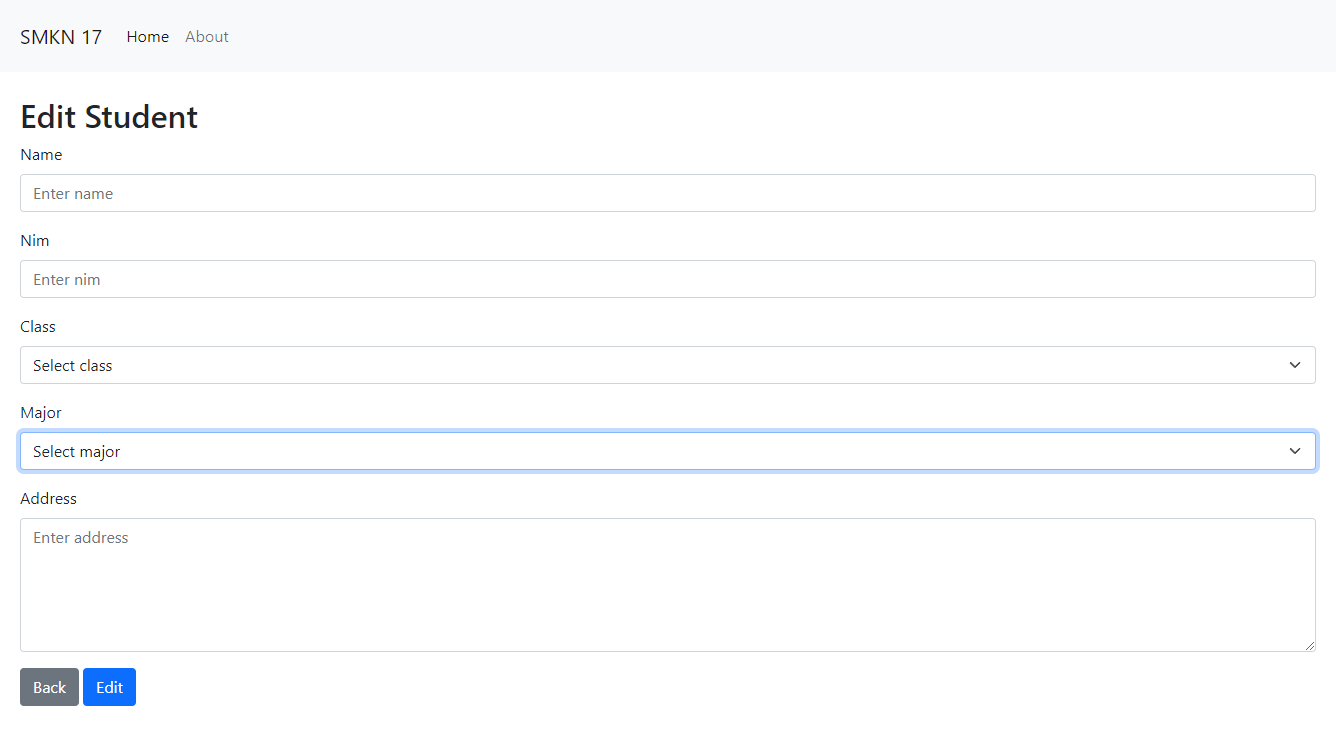 SMKN 17 Home About
Edit Student
Name
Enter name
Nim
Enter nim
Class
Select class
Major
Select major
Address
Enter address
Back Edit